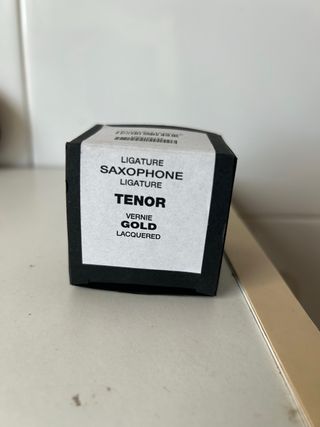 LIGATURE
SAXOPHONE
LIGATURE
TENOR
VERNIE
GOLD
LACQUERED